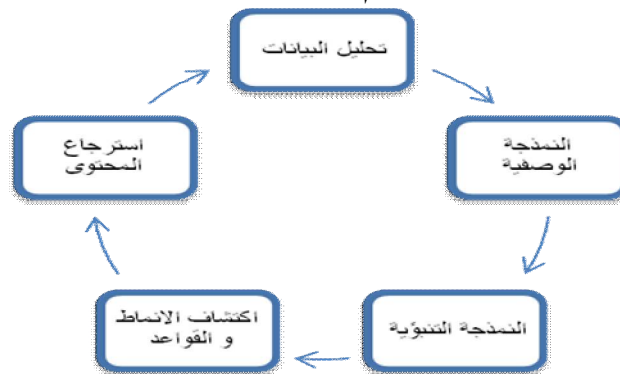 تحليل البيانات
النمذجة
الوصفية
النمذجة التنبؤية
اكتشاف الانماط
و القواعد
استرجاع
المحتوى